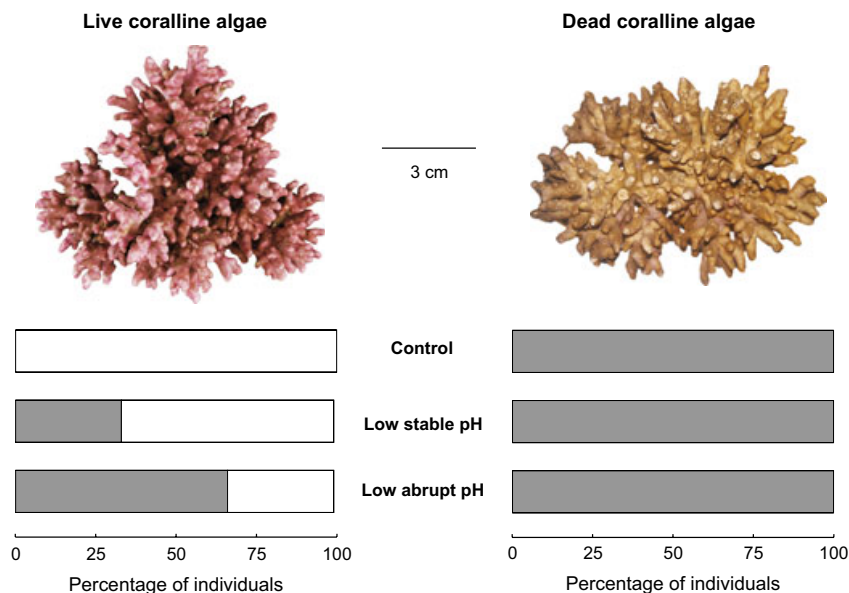 Live coralline algae
Dead coralline algae
3 cm
Control
Low stable pH
Low abrupt pH
0 25 50 75 100
0 25 50 75 100
Percentage of individuals
Percentage of individuals